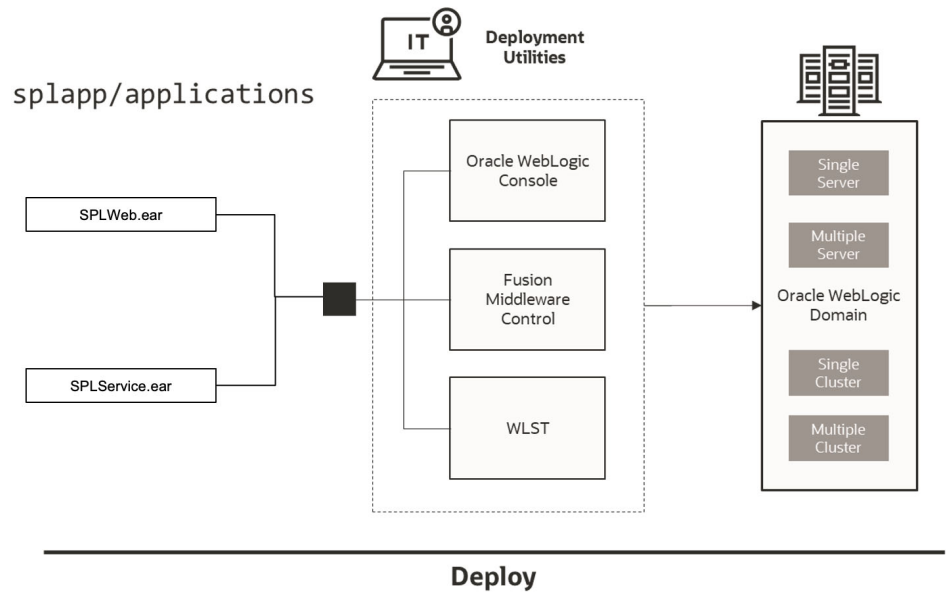 IT
Deployment
Utilities
splapp/applications
SPLWeb.ear
SPLService.ear
Oracle WebLogic
Console
Fusion
Middleware
Control
WLST
Single
Server
Multiple
Server
Oracle WebLogic
Domain
Single
Cluster
Multiple
Cluster
Deploy